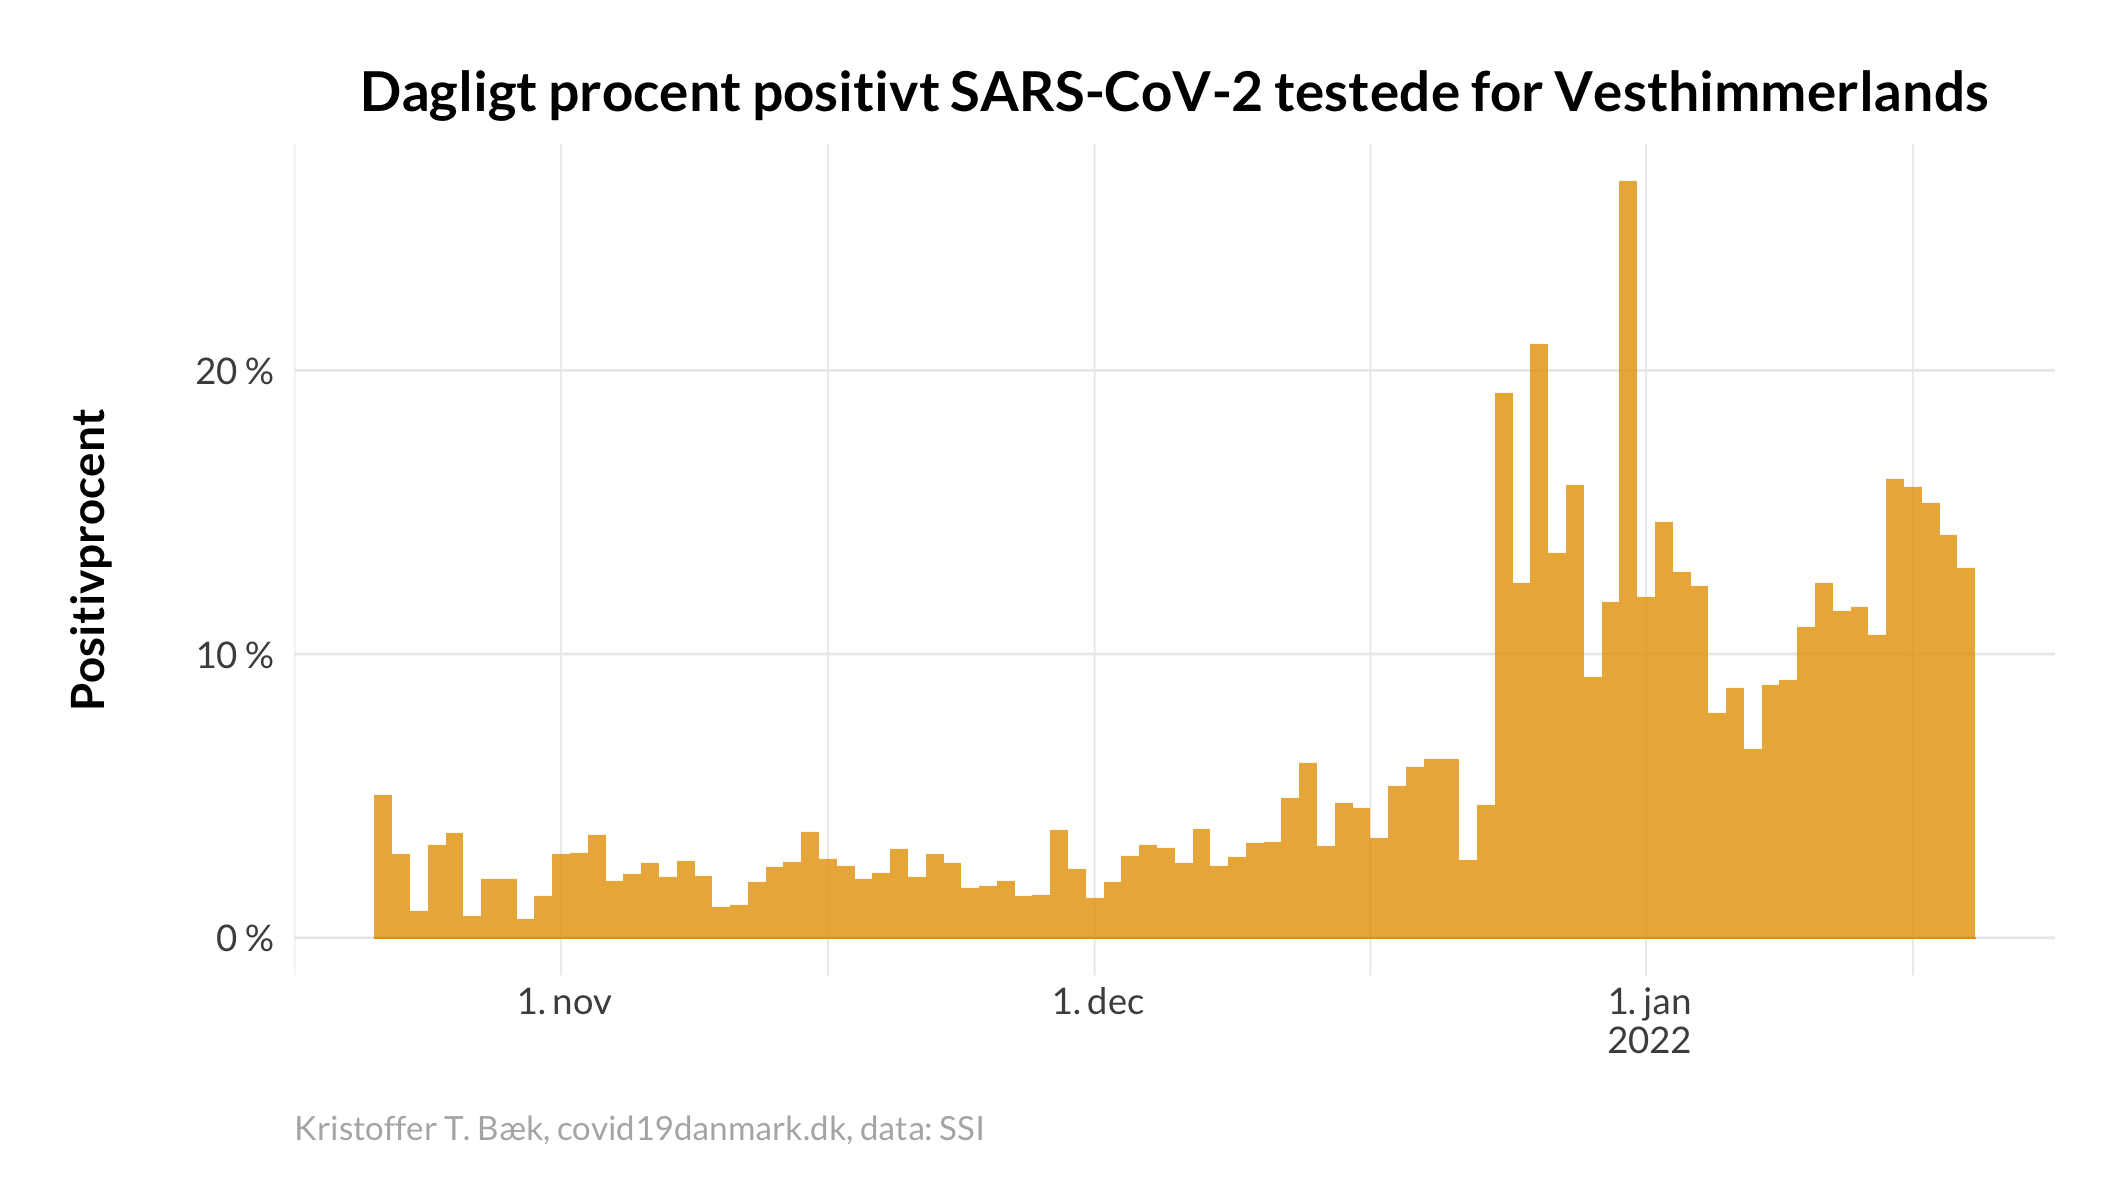 Dagligt procent positivt SARS-CoV-2 testede for Vesthimmerlands
Positivprocent
20 %
10 %
0 %
1. nov
1. dec
1. jan
2022
Kristoffer T. Bæk, covid19danmark.dk, data: SSI